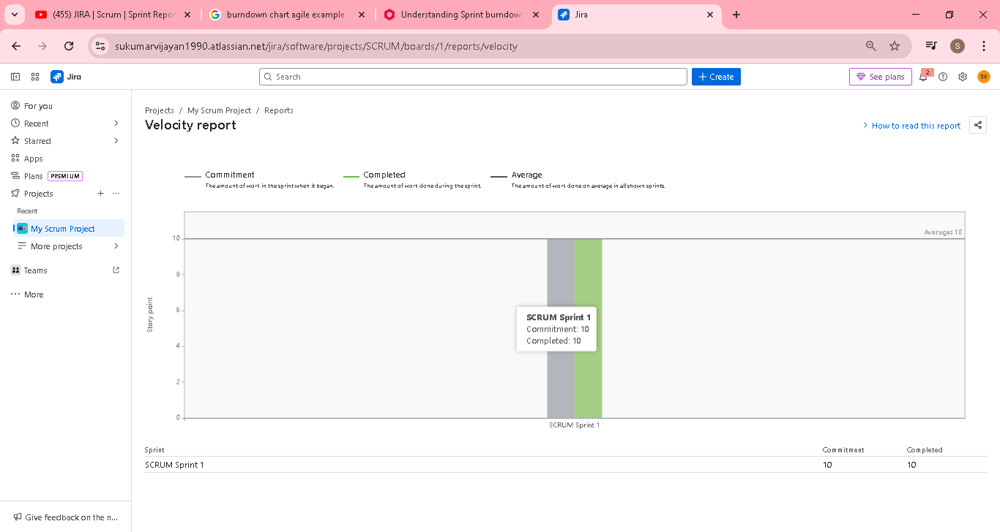 (455) JIRA | Scrum | Sprint Repo
burndown chart agile example -
Understanding Sprint burndown
Jira
sukumarvijayan1990.atlassian.net/jira/software/projects/SCRUM/boards/1/reports/velocity
S
Jira
Search
Create
See plans
2
SV
For you
Recent
Starred
Apps
Plans PREMIUM
Projects
Recent
My Scrum Project
More projects
Teams
More
Give feedback on the n...
Projects / My Scrum Project / Reports
Velocity report
How to read this report
Commitment
The amount of work in the sprint when it began.
Completed
The amount of work done during the sprint.
Average
The amount of work done on average in all shown sprints.
Average: 10
10
8
6
4
2
0
Story point
SCRUM Sprint 1
Commitment: 10
Completed: 10
SCRUM Sprint 1
Sprint Commitment Completed
SCRUM Sprint 1 10 10